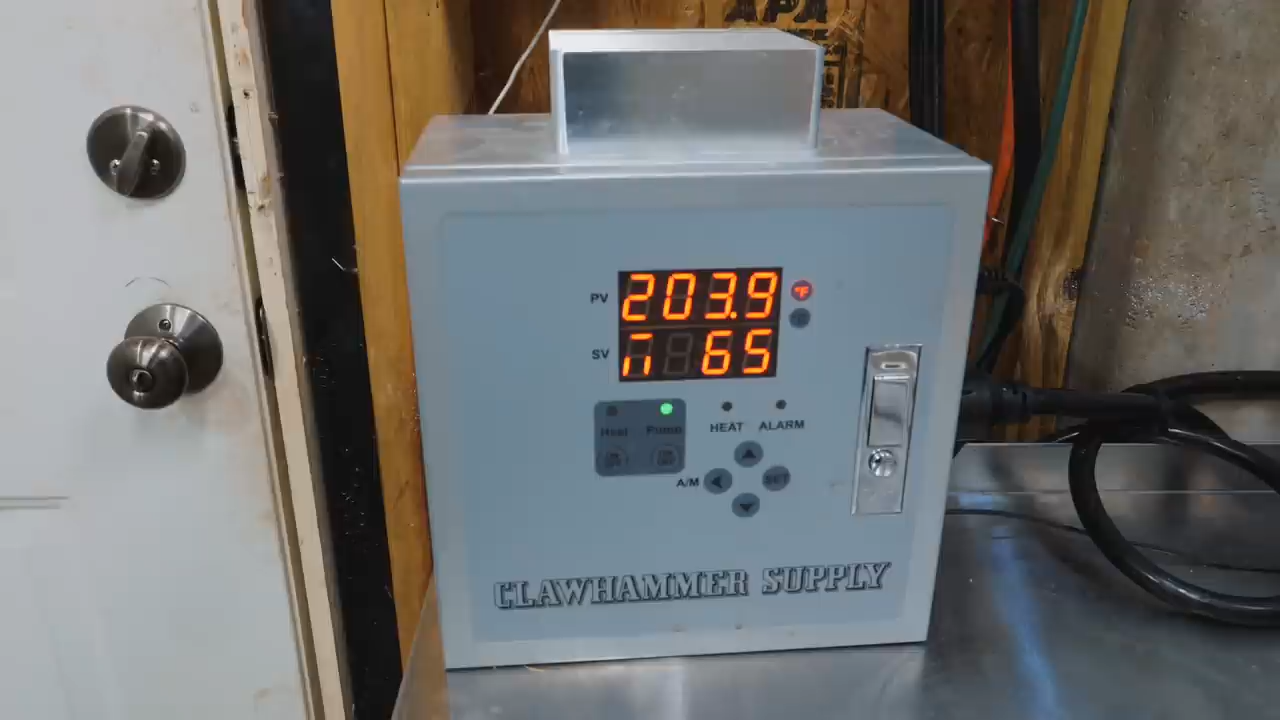 APA
PV 203.9 °F
SV n 65
Heat Pump
HEAT ALARM
A/M SET
CLAWHAMMER SUPPLY